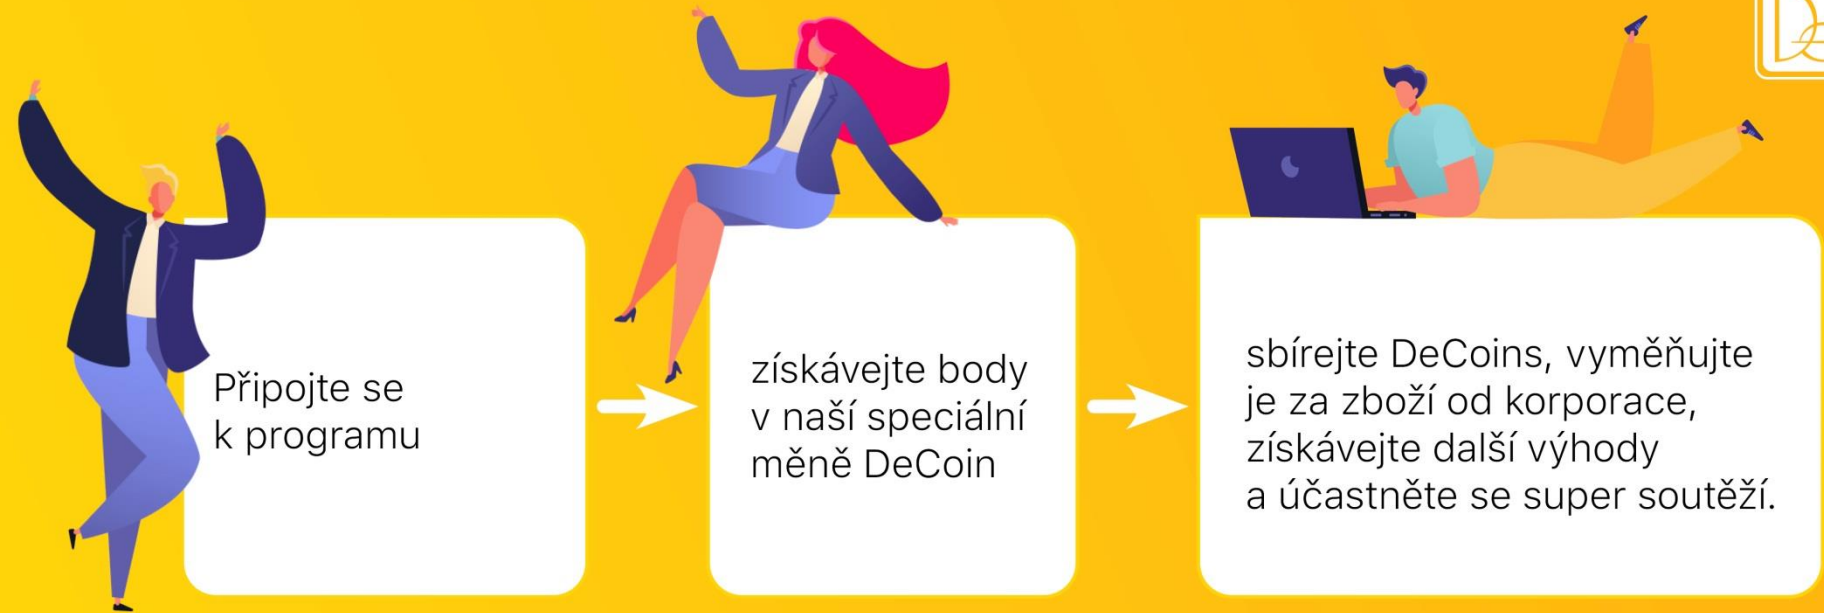 Připojte se
k programu
získávejte body
v naší speciální
měně DeCoin
sbírejte DeCoins, vyměňujte
je za zboží od korporace,
získávejte další výhody
a účastněte se super soutěží.